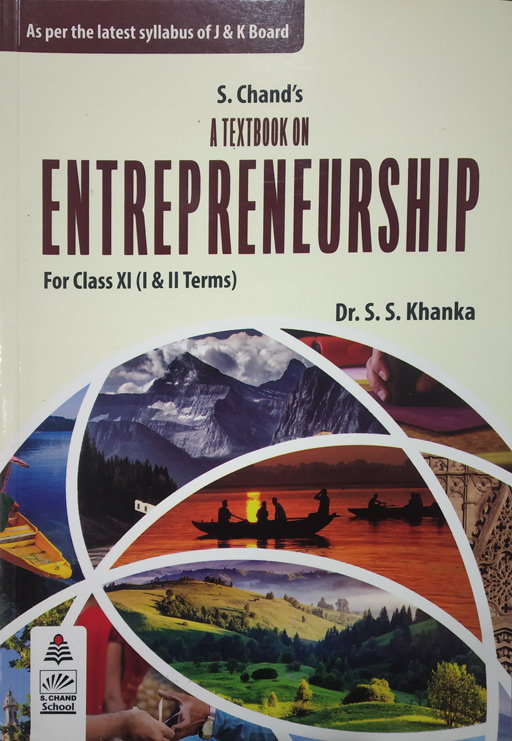 As per the latest syllabus of J & K Board
S. Chand's
A TEXTBOOK ON
ENTREPRENEURSHIP
For Class XI (I & II Terms)
Dr. S. S. Khanka
S. CHAND
School